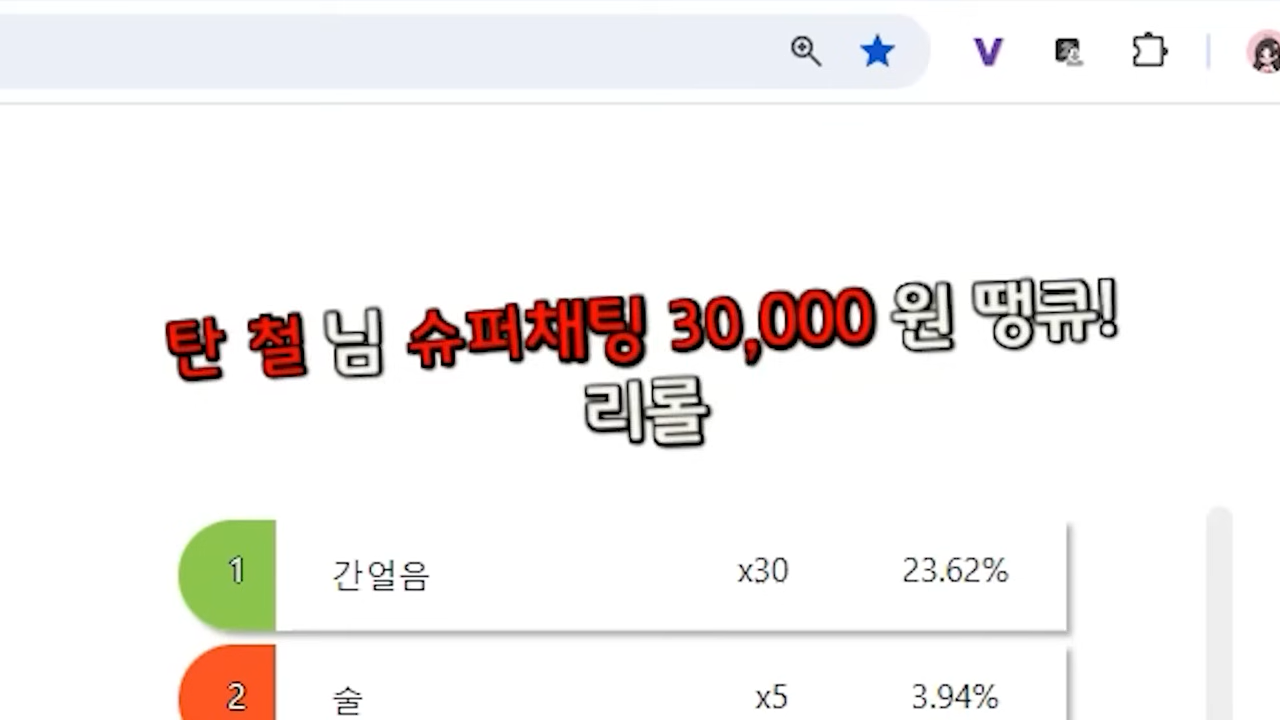 탄 철 님 슈퍼채팅 30,000 원 땡큐!
리롤
1 간얼음 x30 23.62%
2 술 x5 3.94%